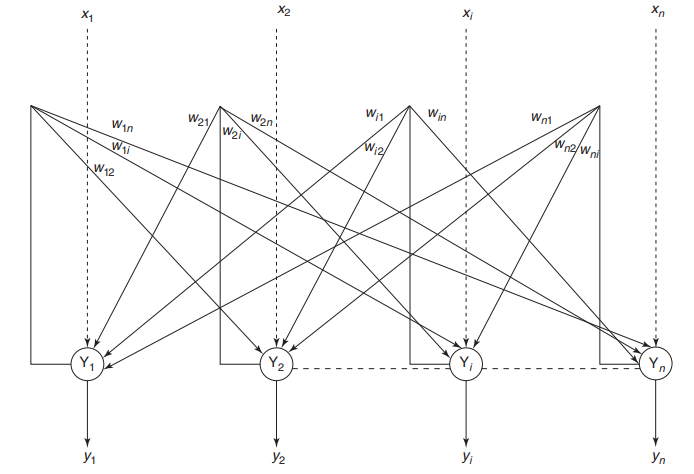 x1 x2 xi xn
w1n w21 w2n wi1 win wn1
w1i w2i wi2 wn2 wni
w12
Y1 Y2 Yi Yn
y1 y2 yi yn